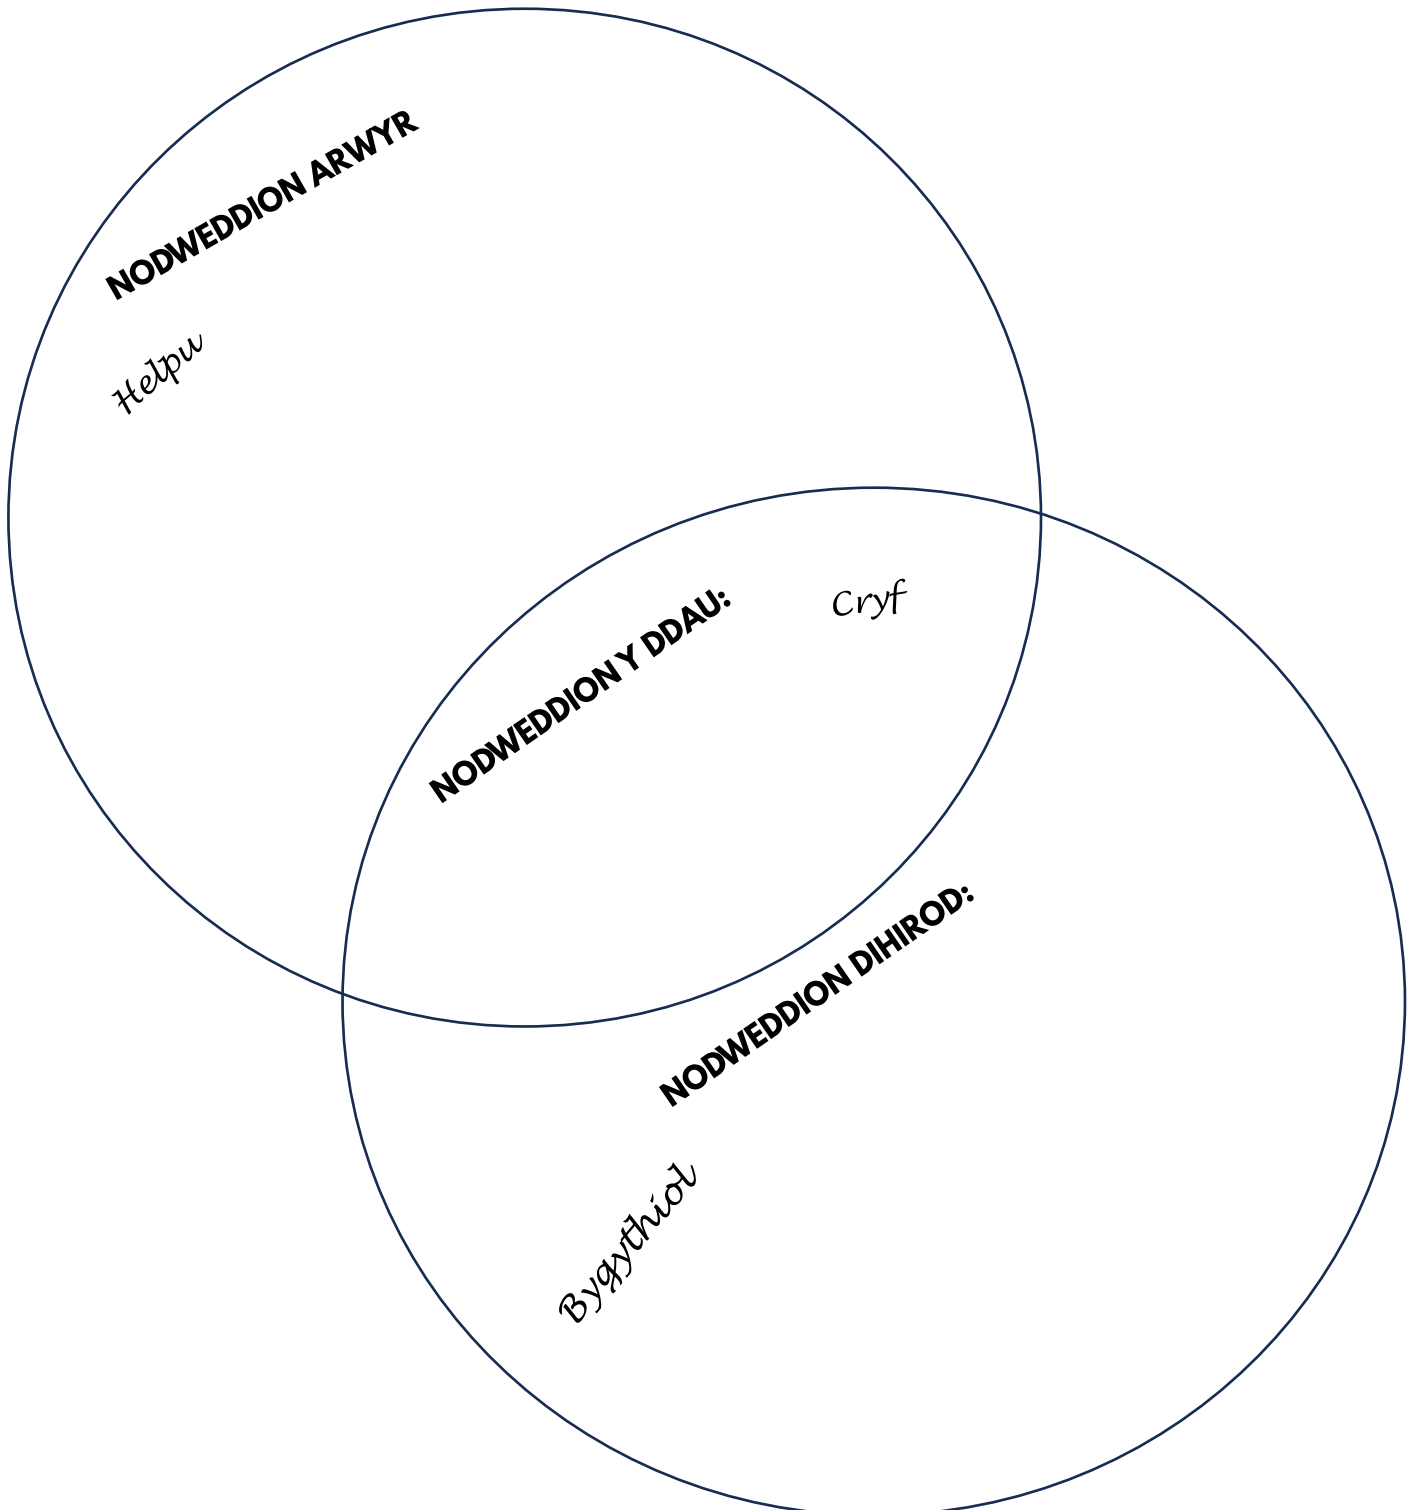 NODWEDDION ARWYR
Helpu
NODWEDDION Y DDAU:
Cryf
NODWEDDION DIHIROD:
Bygythiol